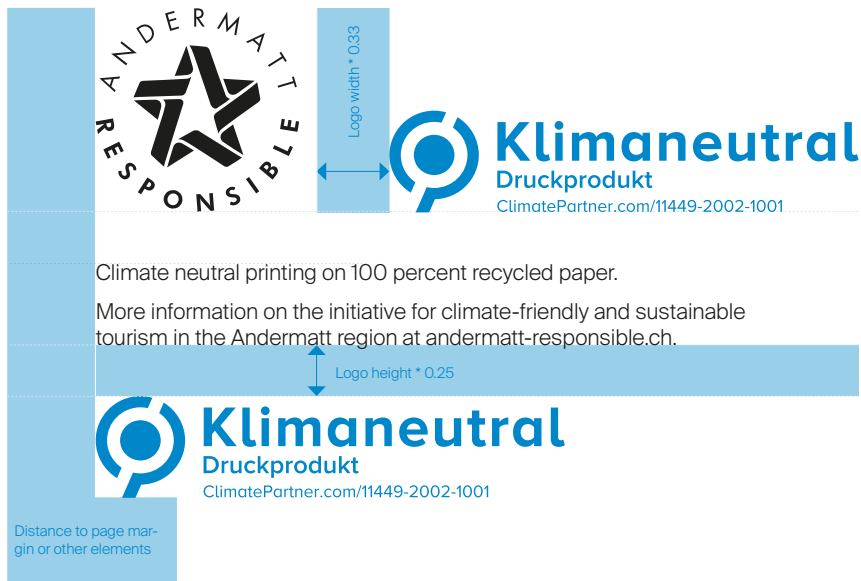 ANDERMATT
RESPONSIBLE
Logo width * 0.33
Klimaneutral
Druckprodukt
ClimatePartner.com/11449-2002-1001
Climate neutral printing on 100 percent recycled paper.
More information on the initiative for climate-friendly and sustainable
tourism in the Andermatt region at andermatt-responsible.ch.
Logo height * 0.25
Klimaneutral
Druckprodukt
ClimatePartner.com/11449-2002-1001
Distance to page mar-
gin or other elements